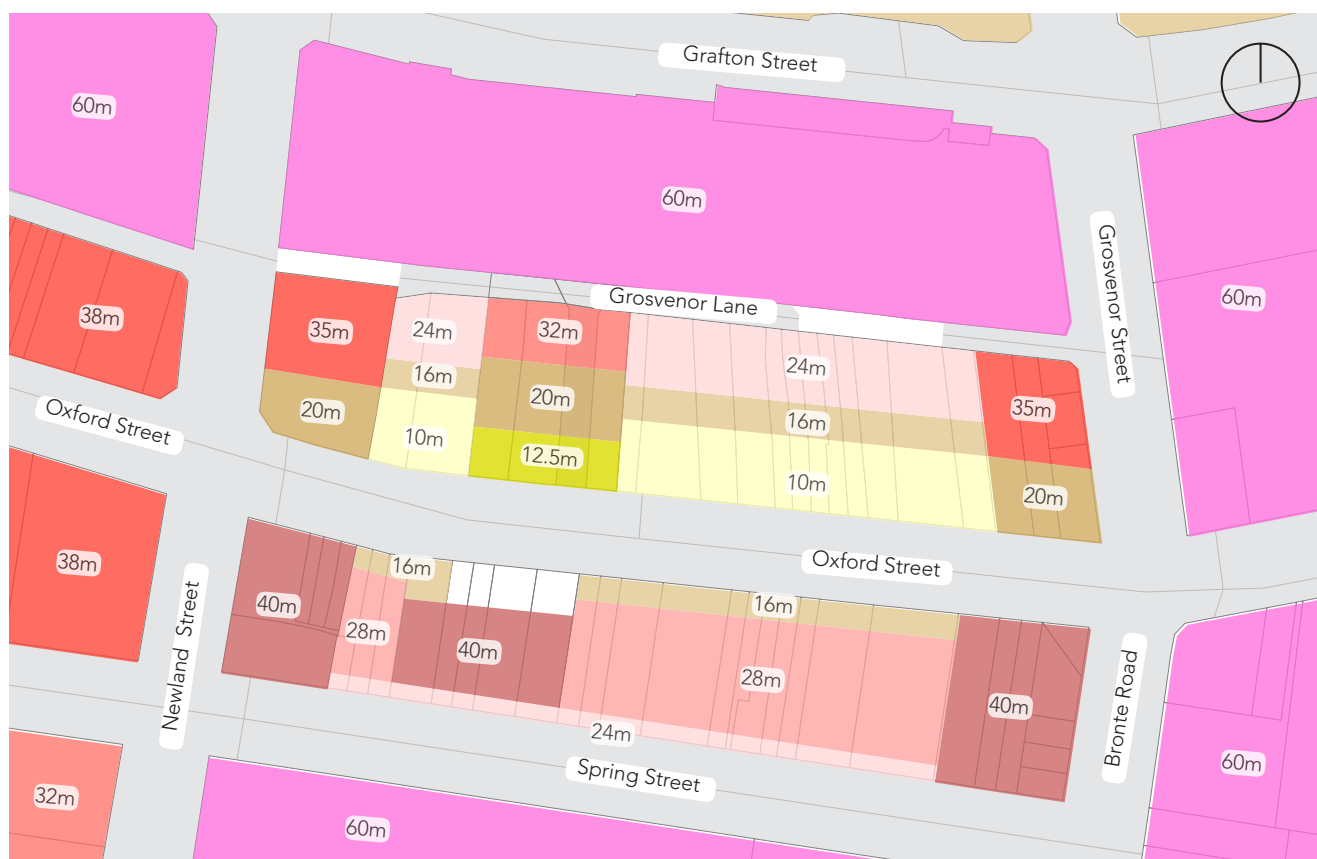 Grafton Street
60m
60m
Grosvenor Street
60m
Grosvenor Lane
38m
35m
24m
32m
24m
16m
20m
16m
35m
20m
10m
12.5m
10m
20m
Oxford Street
Oxford Street
38m
16m
16m
40m
28m
40m
28m
40m
Newland Street
24m
Bronte Road
Spring Street
32m
60m
60m